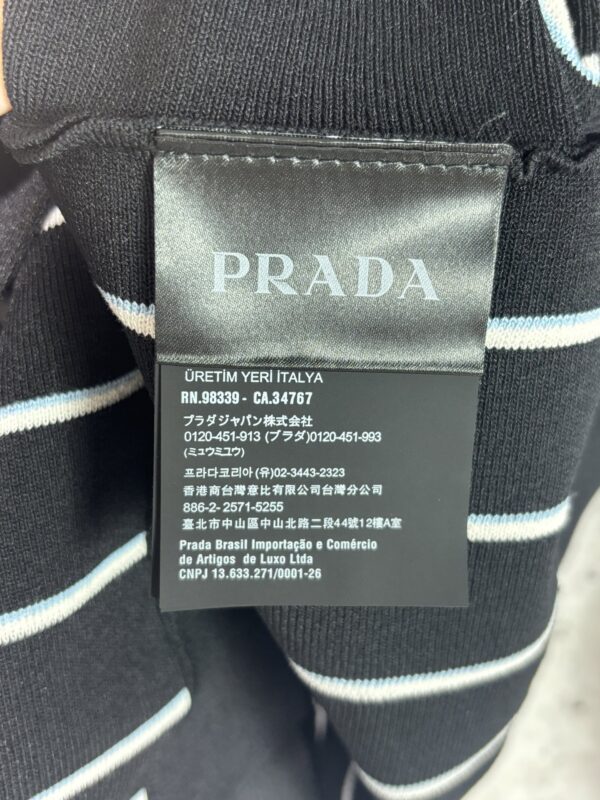 PRADA
ÜRETİM YERİ İTALYA
RN.98339 - CA.34767
プラダジャパン株式会社
0120-451-913 (プラダ)0120-451-993
(ミュウミュウ)
프라다코리아(유)02-3443-2323
香港商台灣意比有限公司台灣分公司
886-2-2571-5255
臺北市中山區中山北路二段44號12樓A室
Prada Brasil Importação e Comércio
de Artigos de Luxo Ltda
CNPJ 13.633.271/0001-26